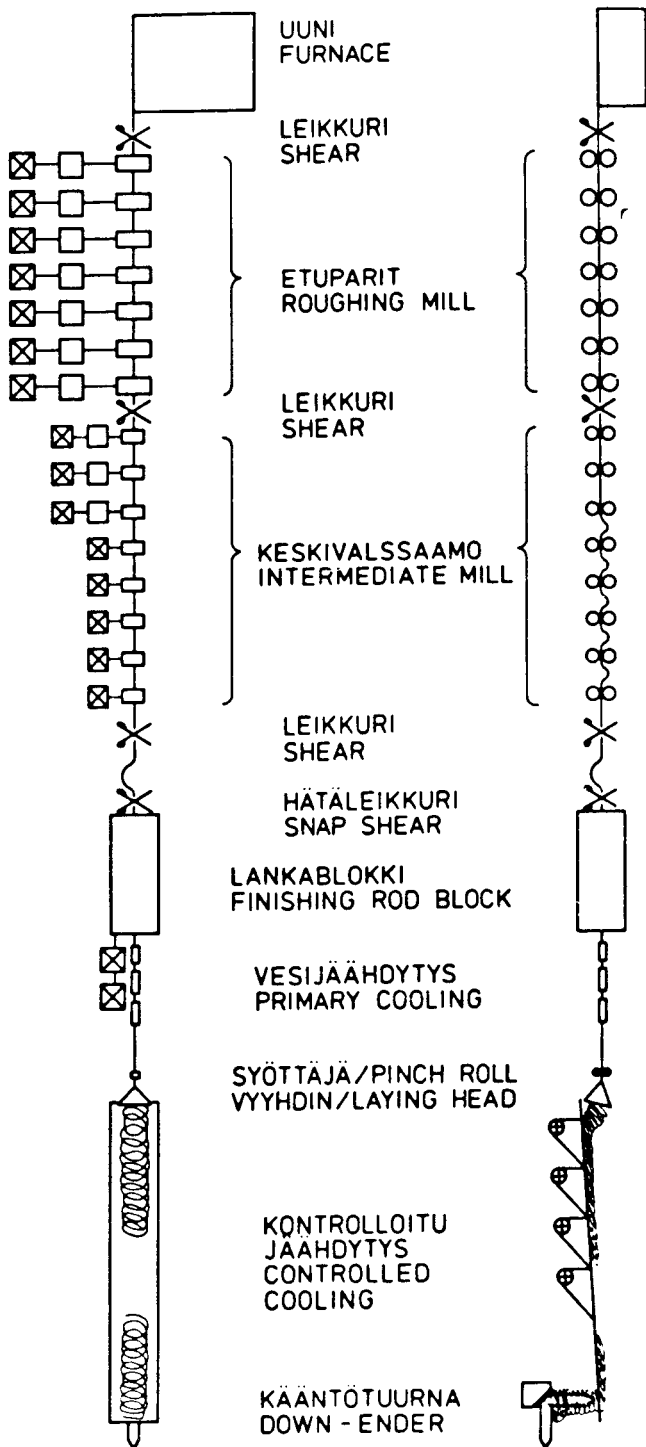 UUNI
FURNACE
LEIKKURI
SHEAR
ETUPARIT
ROUGHING MILL
LEIKKURI
SHEAR
KESKIVALSSAAMO
INTERMEDIATE MILL
LEIKKURI
SHEAR
HÄTÄLEIKKURI
SNAP SHEAR
LANKABLOKKI
FINISHING ROD BLOCK
VESIJÄÄHDYTYS
PRIMARY COOLING
SYÖTTÄJÄ/PINCH ROLL
VYYHDIN/LAYING HEAD
KONTROLLOITU
JÄÄHDYTYS
CONTROLLED
COOLING
KÄÄNTÖTUURNA
DOWN-ENDER